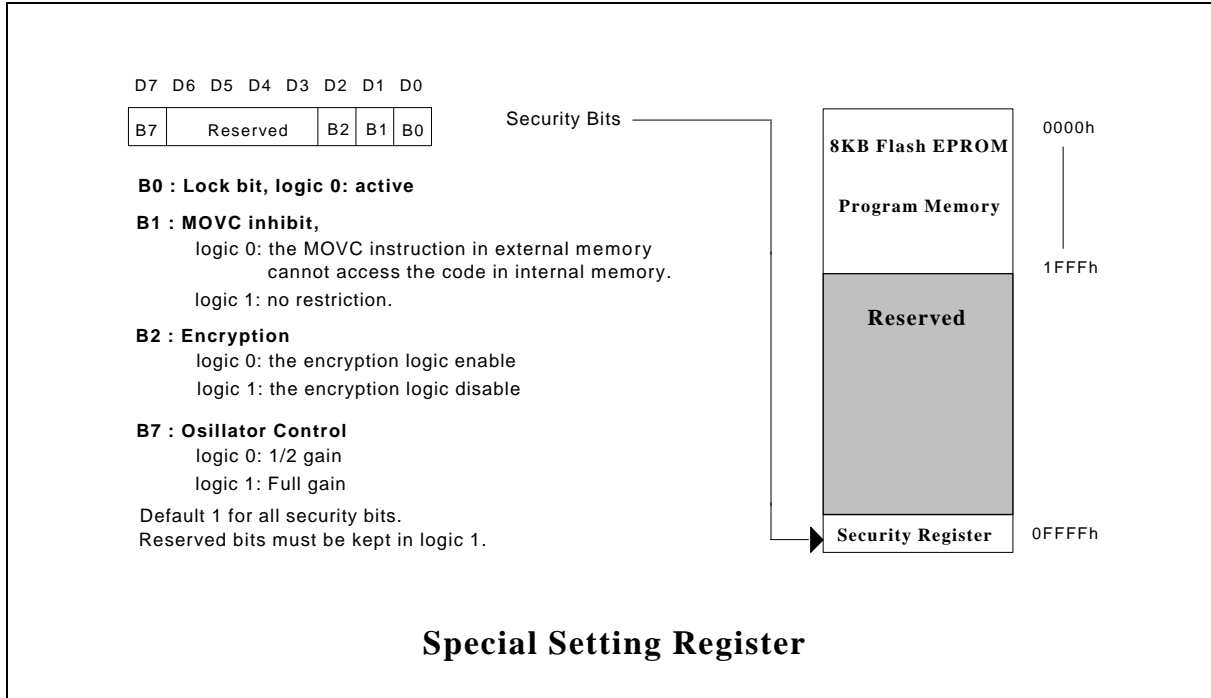 D7 D6 D5 D4 D3 D2 D1 D0
B7 Reserved B2 B1 B0
B0 : Lock bit, logic 0: active
B1 : MOVC inhibit,
logic 0: the MOVC instruction in external memory
cannot access the code in internal memory.
logic 1: no restriction.
B2 : Encryption
logic 0: the encryption logic enable
logic 1: the encryption logic disable
B7 : Osillator Control
logic 0: 1/2 gain
logic 1: Full gain
Default 1 for all security bits.
Reserved bits must be kept in logic 1.
Security Bits
8KB Flash EPROM
Program Memory
0000h
1FFFh
Reserved
Security Register
0FFFFh
Special Setting Register